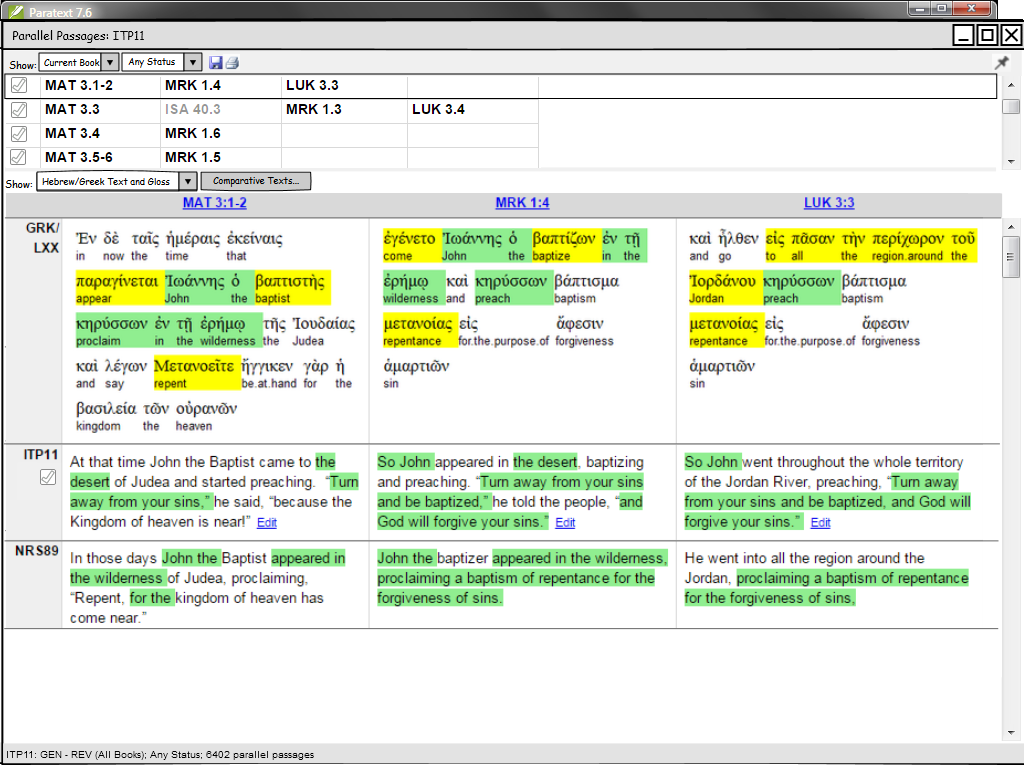 Paratext 7.6
Parallel Passages: ITP11
Show: Current Book Any Status
MAT 3.1-2 MRK 1.4 LUK 3.3
MAT 3.3 ISA 40.3 MRK 1.3 LUK 3.4
MAT 3.4 MRK 1.6
MAT 3.5-6 MRK 1.5
Show: Hebrew/Greek Text and Gloss Comparative Texts...
MAT 3:1-2 MRK 1:4 LUK 3:3
GRK/
LXX
Ἐν δὲ ταῖς ἡμέραις ἐκείναις
in now the time that
παραγίνεται Ἰωάννης ὁ βαπτιστὴς
appear John the baptist
κηρύσσων ἐν τῇ ἐρήμῳ τῆς Ἰουδαίας
proclaim in the wilderness the Judea
καὶ λέγων Μετανοεῖτε ἤγγικεν γὰρ ἡ
and say repent be.at.hand for the
βασιλεία τῶν οὐρανῶν
kingdom the heaven
ἐγένετο Ἰωάννης ὁ βαπτίζων ἐν τῇ
come John the baptize in the
ἐρήμῳ καὶ κηρύσσων βάπτισμα
wilderness and preach baptism
μετανοίας εἰς ἄφεσιν
repentance for.the.purpose.of forgiveness
ἁμαρτιῶν
sin
καὶ ἦλθεν εἰς πᾶσαν τὴν περίχωρον τοῦ
and go to all the region.around the
Ἰορδάνου κηρύσσων βάπτισμα
Jordan preach baptism
μετανοίας εἰς ἄφεσιν
repentance for.the.purpose.of forgiveness
ἁμαρτιῶν
sin
ITP11
At that time John the Baptist came to the
desert of Judea and started preaching. “Turn
away from your sins,” he said, “because the
Kingdom of heaven is near!” Edit
So John appeared in the desert, baptizing
and preaching. “Turn away from your sins
and be baptized,” he told the people, “and
God will forgive your sins.” Edit
So John went throughout the whole territory
of the Jordan River, preaching, “Turn away
from your sins and be baptized, and God will
forgive your sins.” Edit
NRS89
In those days John the Baptist appeared in
the wilderness of Judea, proclaiming,
“Repent, for the kingdom of heaven has
come near.”
John the baptizer appeared in the wilderness,
proclaiming a baptism of repentance for the
forgiveness of sins.
He went into all the region around the
Jordan, proclaiming a baptism of repentance
for the forgiveness of sins,
ITP11: GEN - REV (All Books); Any Status; 6402 parallel passages